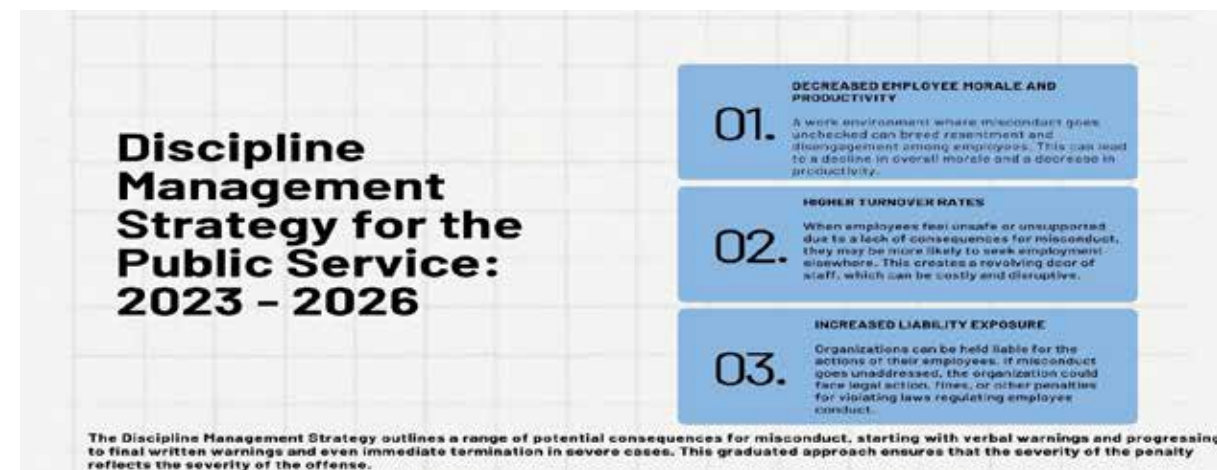 Discipline
Management
Strategy for the
Public Service:
2023 – 2026
01.
DECREASED EMPLOYEE MORALE AND
PRODUCTIVITY
A work environment where misconduct goes
unchecked can breed resentment and
disengagement among employees. This can lead
to a decline in overall morale and a decrease in
productivity.
02.
HIGHER TURNOVER RATES
When employees feel unsafe or unsupported
due to a lack of consequences for misconduct,
they may be more likely to seek employment
elsewhere. This creates a revolving door of
staff, which can be costly and disruptive.
03.
INCREASED LIABILITY EXPOSURE
Organizations can be held liable for the
actions of their employees. If misconduct
goes unaddressed, the organization could
face legal action, fines, or other penalties
for violating laws regulating employee
conduct.
The Discipline Management Strategy outlines a range of potential consequences for misconduct, starting with verbal warnings and progressing
to final written warnings and even immediate termination in severe cases. This graduated approach ensures that the severity of the penalty
reflects the severity of the offense.